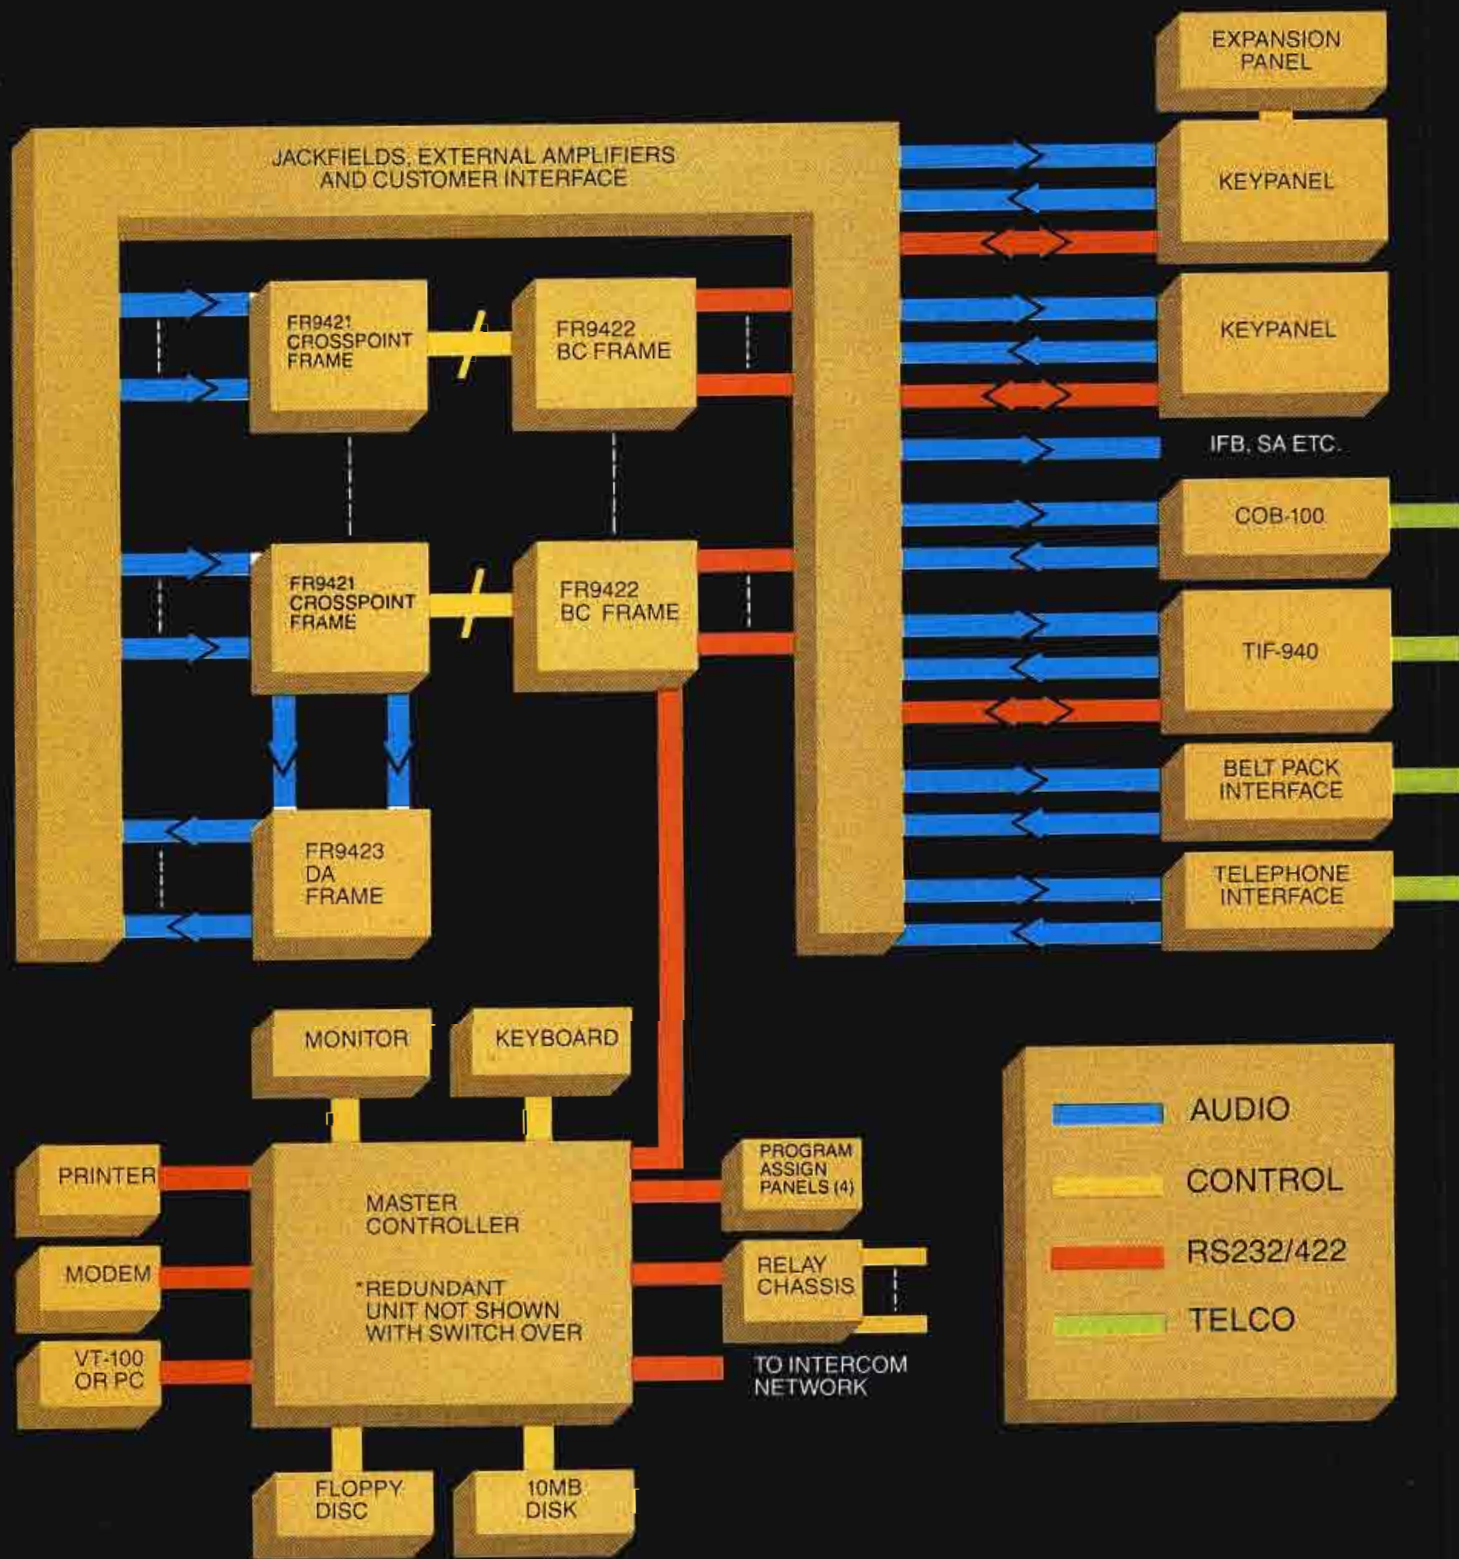 EXPANSION
PANEL
JACKFIELDS, EXTERNAL AMPLIFIERS
AND CUSTOMER INTERFACE
KEYPANEL
FR9421
CROSSPOINT
FRAME
FR9422
BC FRAME
KEYPANEL
IFB, SA ETC.
COB-100
FR9421
CROSSPOINT
FRAME
FR9422
BC FRAME
TIF-940
BELT PACK
INTERFACE
FR9423
DA
FRAME
TELEPHONE
INTERFACE
MONITOR
KEYBOARD
PRINTER
MODEM
VT-100
OR PC
MASTER
CONTROLLER
*REDUNDANT
UNIT NOT SHOWN
WITH SWITCH OVER
PROGRAM
ASSIGN
PANELS (4)
RELAY
CHASSIS
TO INTERCOM
NETWORK
FLOPPY
DISC
10MB
DISK
AUDIO
CONTROL
RS232/422
TELCO